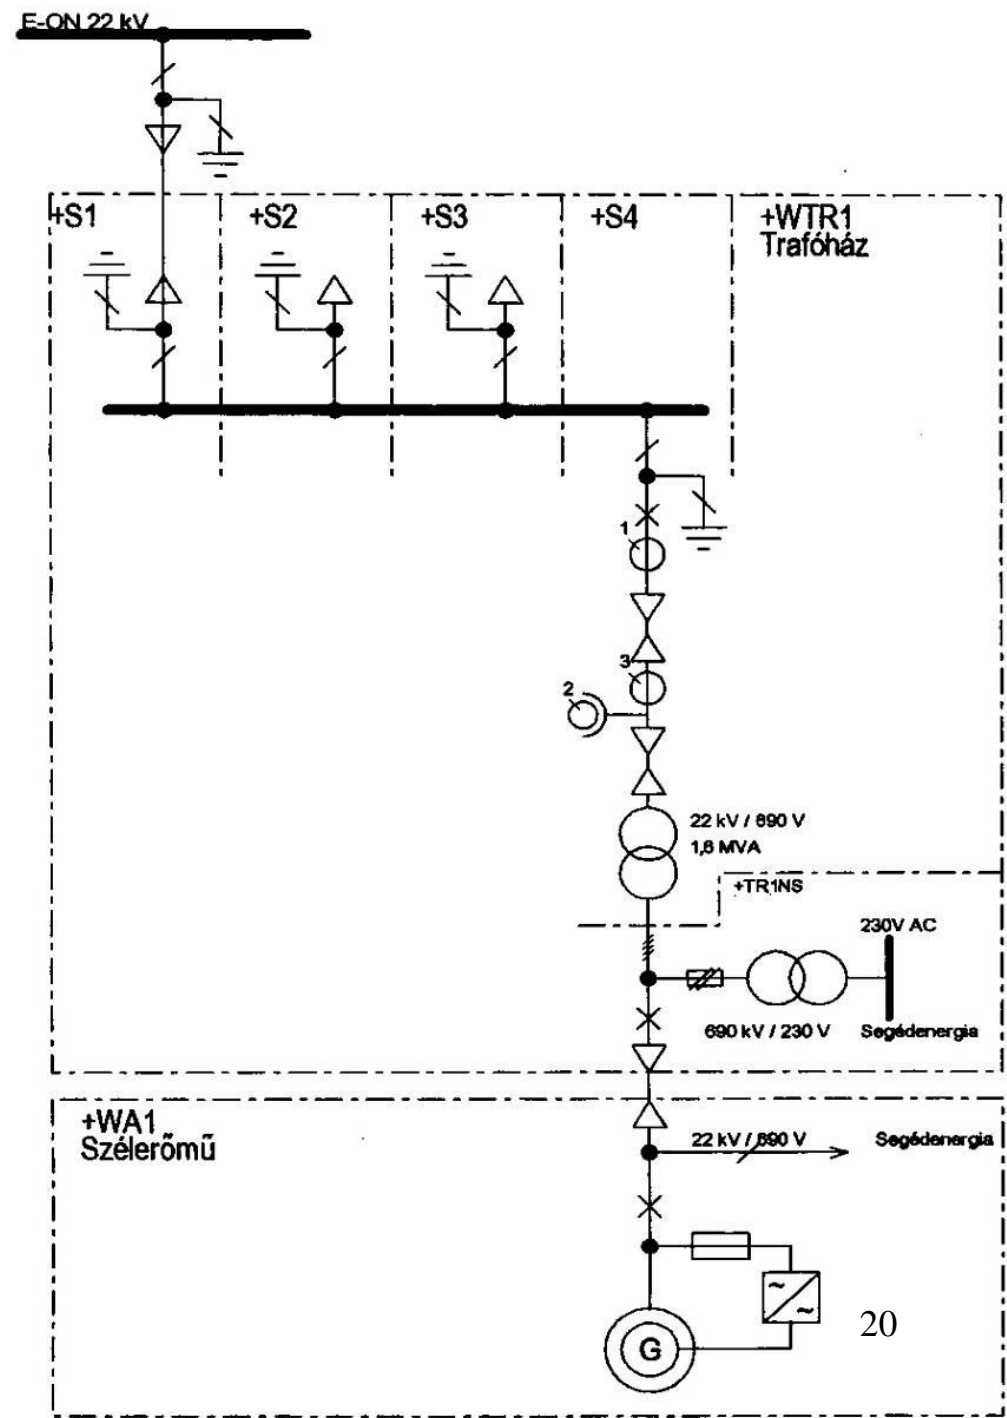 E-ON 22 kV
+S1
+S2
+S3
+S4
+WTR1
Trafóház
1
3
2
22 kV / 690 V
1,6 MVA
+TR1NS
230V AC
690 kV / 230 V
Segédenergia
+WA1
Szélerőmű
22 kV / 690 V
Segédenergia
~
~
20
G